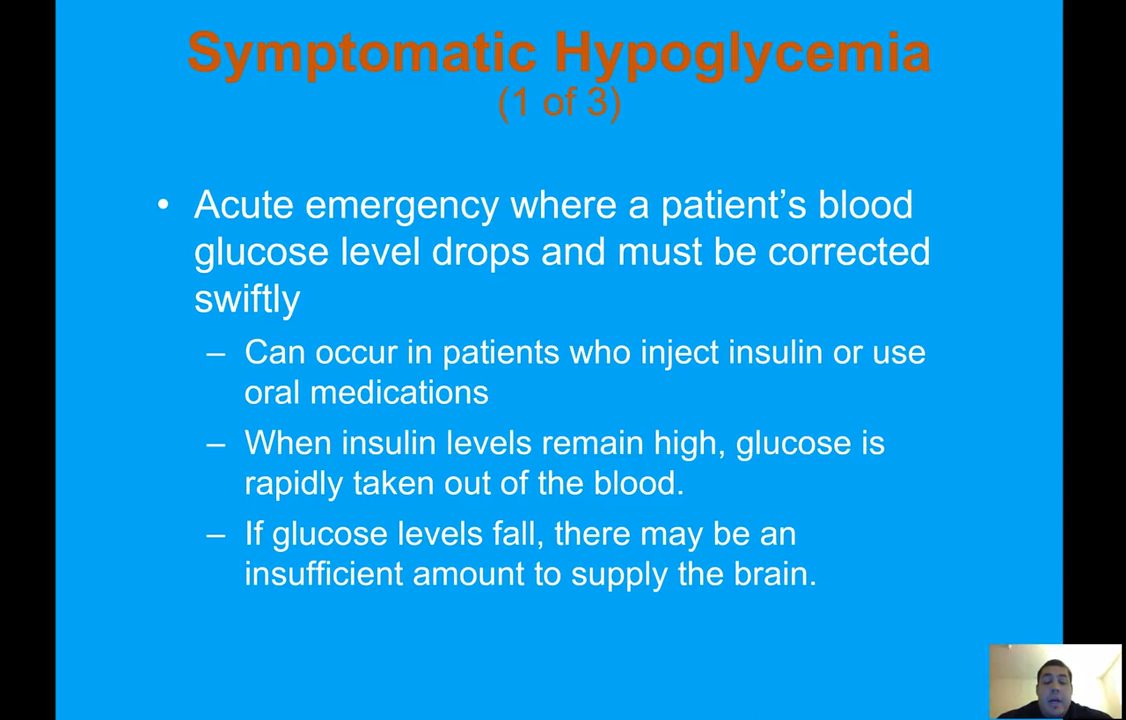 Symptomatic Hypoglycemia
(1 of 3)
• Acute emergency where a patient’s blood
glucose level drops and must be corrected
swiftly
– Can occur in patients who inject insulin or use
oral medications
– When insulin levels remain high, glucose is
rapidly taken out of the blood.
– If glucose levels fall, there may be an
insufficient amount to supply the brain.